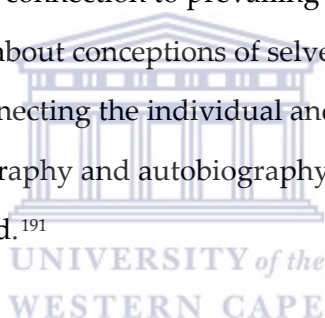 connection to prevailing
about conceptions of selve
necting the individual and
raphy and autobiography
d.¹⁹¹
UNIVERSITY of the
WESTERN CAPE